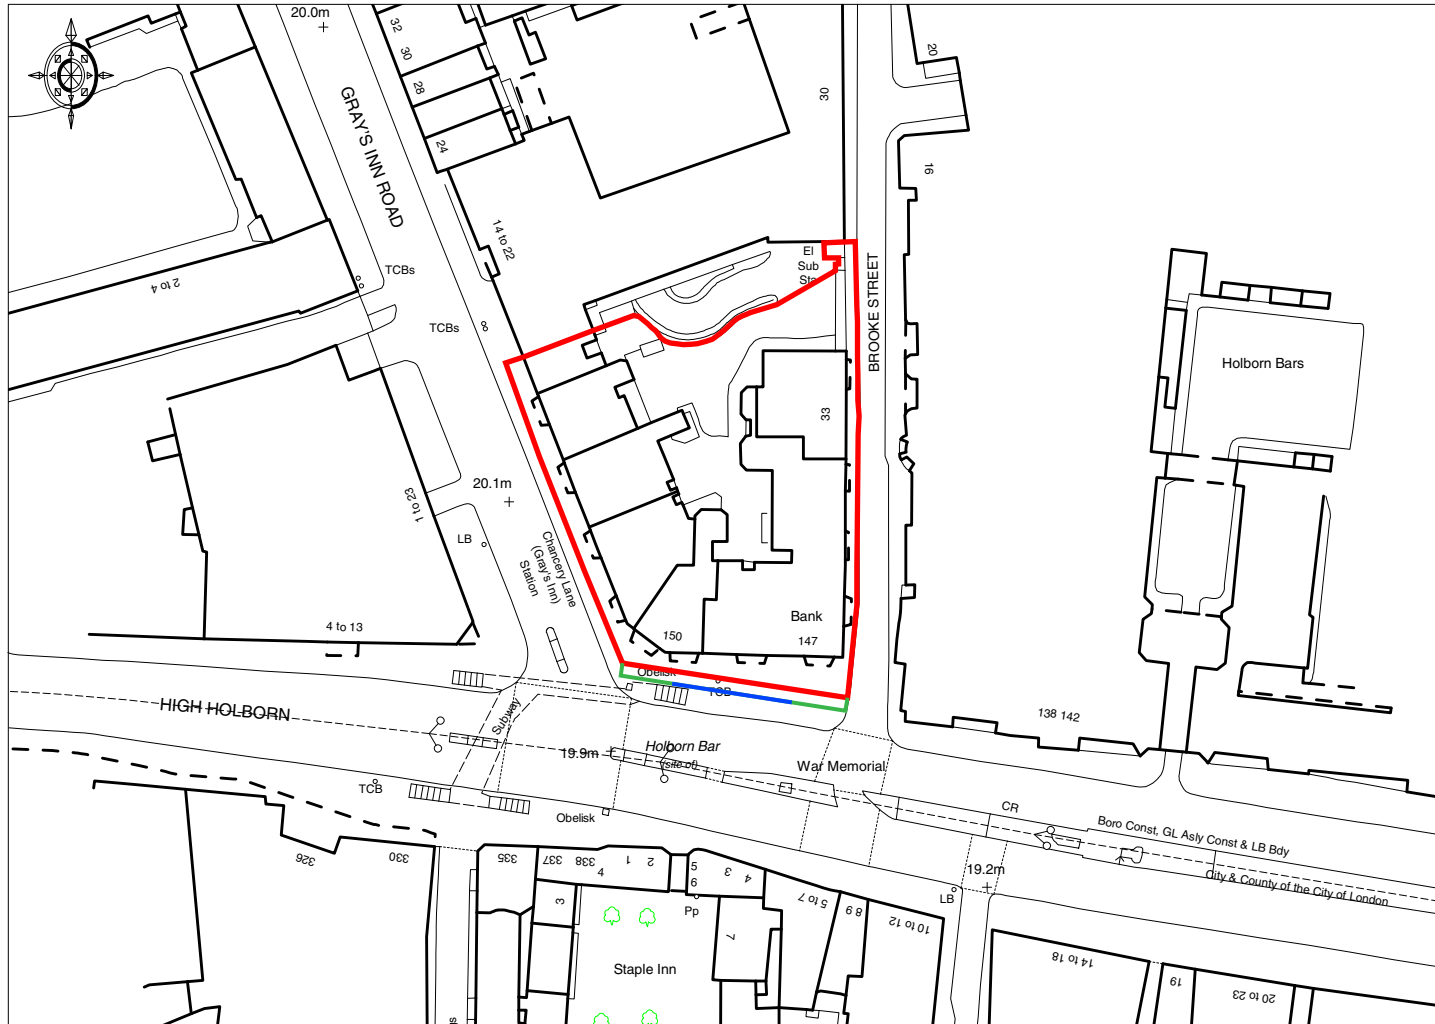 20.0m
32
30
28
24
20
30
16
GRAY'S INN ROAD
14 to 22
TCBs
2 to 4
TCBs
El
Sub
Sta
BROOKE STREET
Holborn Bars
33
20.1m
1 to 23
LB
Chancery Lane
(Gray's Inn)
Station
4 to 13
Bank
150
147
Obelisk
TCB
HIGH HOLBORN
Subway
138 142
19.9m
Holborn Bar
(site of)
War Memorial
TCB
Obelisk
CR
Boro Const, GL Asly Const & LB Bdy
City & County of the City of London
19.2m
LB
326
330
335
337
338
4
1
2
5
6
3
4
Pp
3
7
5 to 7
8 9
10 to 12
Staple Inn
14 to 18
19
20 to 23